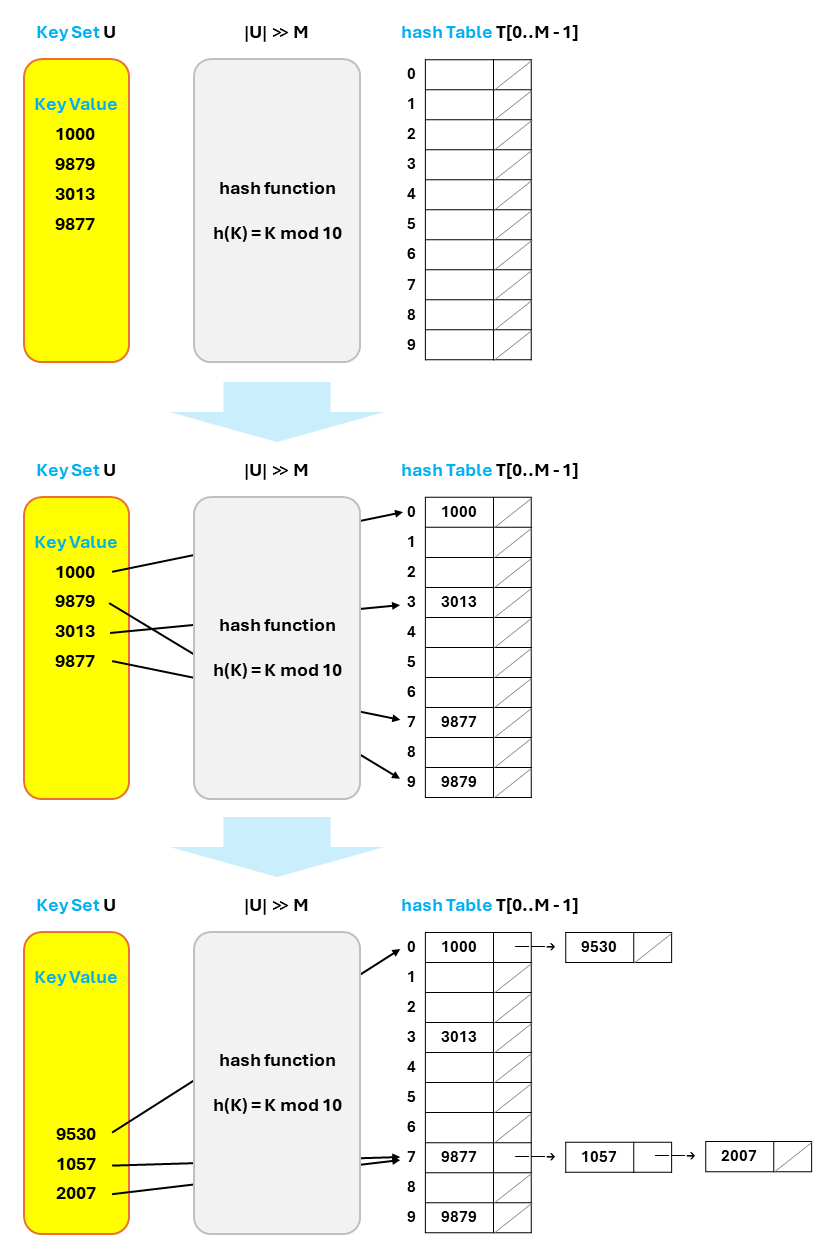 Key Set U
|U| ≫ M
hash Table T[0..M - 1]
Key Value
1000
9879
3013
9877
hash function
h(K) = K mod 10
0
1
2
3
4
5
6
7
8
9
Key Set U
|U| ≫ M
hash Table T[0..M - 1]
Key Value
1000
9879
3013
9877
hash function
h(K) = K mod 10
0 1000
1
2
3 3013
4
5
6
7 9877
8
9 9879
Key Set U
|U| ≫ M
hash Table T[0..M - 1]
Key Value
9530
1057
2007
hash function
h(K) = K mod 10
0 1000 9530
1
2
3 3013
4
5
6
7 9877 1057 2007
8
9 9879